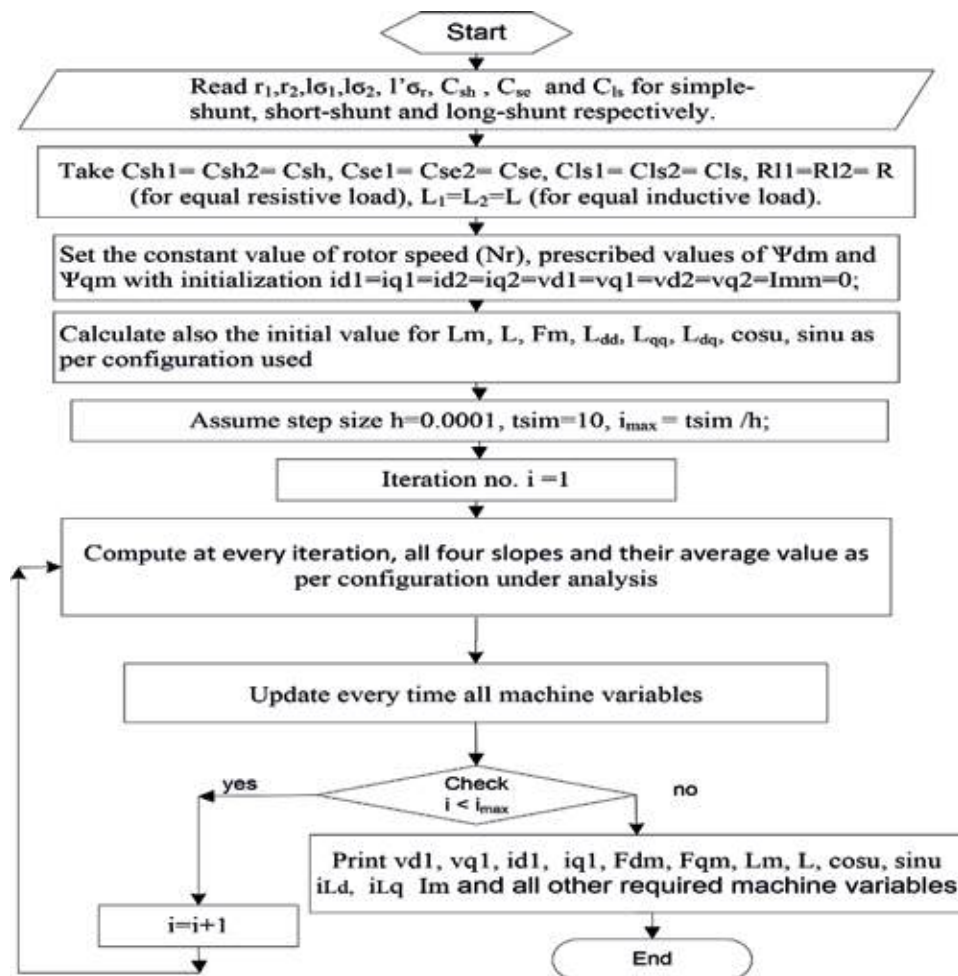 Start
Read r₁,r₂,lσ₁,lσ₂, l’σᵣ, Cₛₕ , Cₛₑ and Cₗₛ for simple-
shunt, short-shunt and long-shunt respectively.
Take Csh1= Csh2= Csh, Cse1= Cse2= Cse, Cls1= Cls2= Cls, Rl1=Rl2= R
(for equal resistive load), L₁=L₂=L (for equal inductive load).
Set the constant value of rotor speed (Nr), prescribed values of Ψdm and
Ψqm with initialization id1=iq1=id2=iq2=vd1=vq1=vd2=vq2=Imm=0;
Calculate also the initial value for Lm, L, Fm, L_dd, L_qq, L_dq, cosu, sinu as
per configuration used
Assume step size h=0.0001, tsim=10, i_max = tsim /h;
Iteration no. i =1
Compute at every iteration, all four slopes and their average value as
per configuration under analysis
Update every time all machine variables
Check
i < i_max
yes
no
Print vd1, vq1, id1, iq1, Fdm, Fqm, Lm, L, cosu, sinu
iLd, iLq Im and all other required machine variables
i=i+1
End